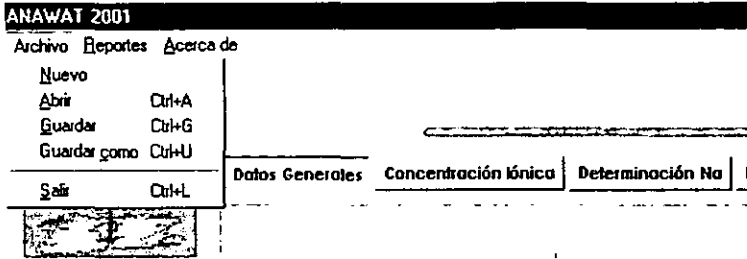 ANAWAT 2001
Archivo Reportes Acerca de
Nuevo
Abrir Ctrl+A
Guardar Ctrl+G
Guardar como Ctrl+U
Salir Ctrl+L
Datos Generales Concentración Iónica Determinación Na